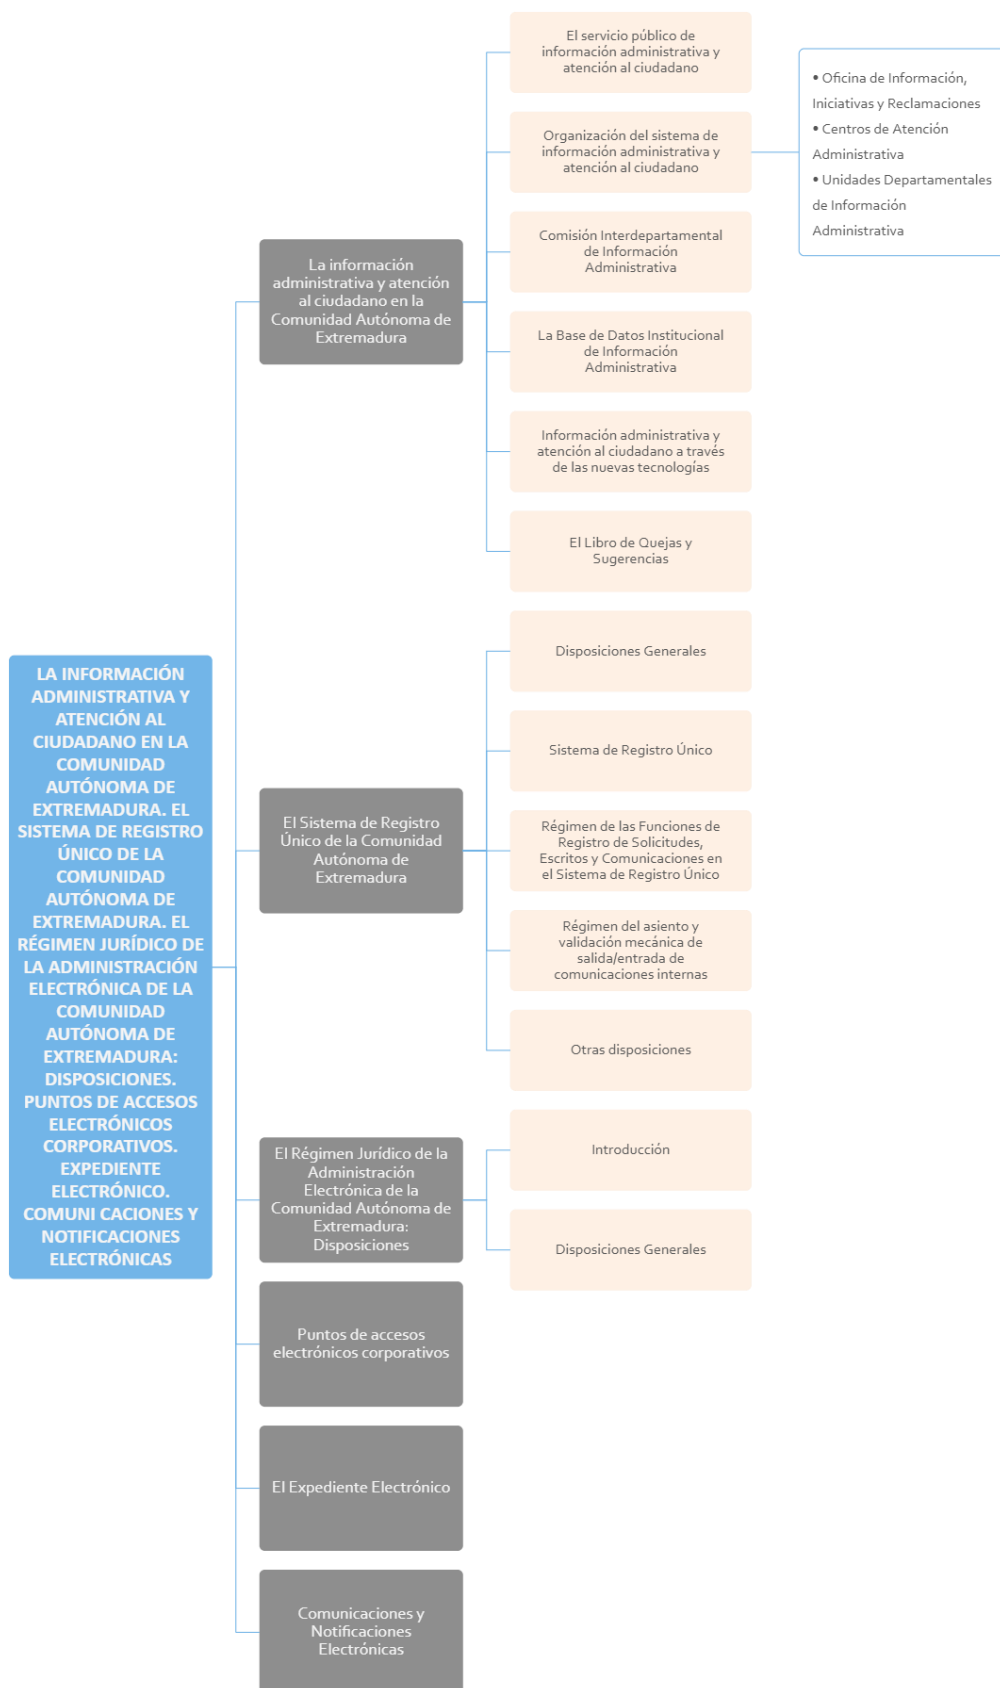 LA INFORMACIÓN
ADMINISTRATIVA Y
ATENCIÓN AL
CIUDADANO EN LA
COMUNIDAD
AUTÓNOMA DE
EXTREMADURA. EL
SISTEMA DE REGISTRO
ÚNICO DE LA
COMUNIDAD
AUTÓNOMA DE
EXTREMADURA. EL
RÉGIMEN JURÍDICO DE
LA ADMINISTRACIÓN
ELECTRÓNICA DE LA
COMUNIDAD
AUTÓNOMA DE
EXTREMADURA:
DISPOSICIONES.
PUNTOS DE ACCESOS
ELECTRÓNICOS
CORPORATIVOS.
EXPEDIENTE
ELECTRÓNICO.
COMUNI CACIONES Y
NOTIFICACIONES
ELECTRÓNICAS
La información
administrativa y atención
al ciudadano en la
Comunidad Autónoma de
Extremadura
El servicio público de
información administrativa y
atención al ciudadano
Organización del sistema de
información administrativa y
atención al ciudadano
• Oficina de Información,
Iniciativas y Reclamaciones
• Centros de Atención
Administrativa
• Unidades Departamentales
de Información
Administrativa
Comisión Interdepartamental
de Información
Administrativa
La Base de Datos Institucional
de Información
Administrativa
Información administrativa y
atención al ciudadano a través
de las nuevas tecnologías
El Libro de Quejas y
Sugerencias
El Sistema de Registro
Único de la Comunidad
Autónoma de
Extremadura
Disposiciones Generales
Sistema de Registro Único
Régimen de las Funciones de
Registro de Solicitudes,
Escritos y Comunicaciones en
el Sistema de Registro Único
Régimen del asiento y
validación mecánica de
salida/entrada de
comunicaciones internas
Otras disposiciones
El Régimen Jurídico de la
Administración
Electrónica de la
Comunidad Autónoma de
Extremadura:
Disposiciones
Introducción
Disposiciones Generales
Puntos de accesos
electrónicos corporativos
El Expediente Electrónico
Comunicaciones y
Notificaciones
Electrónicas